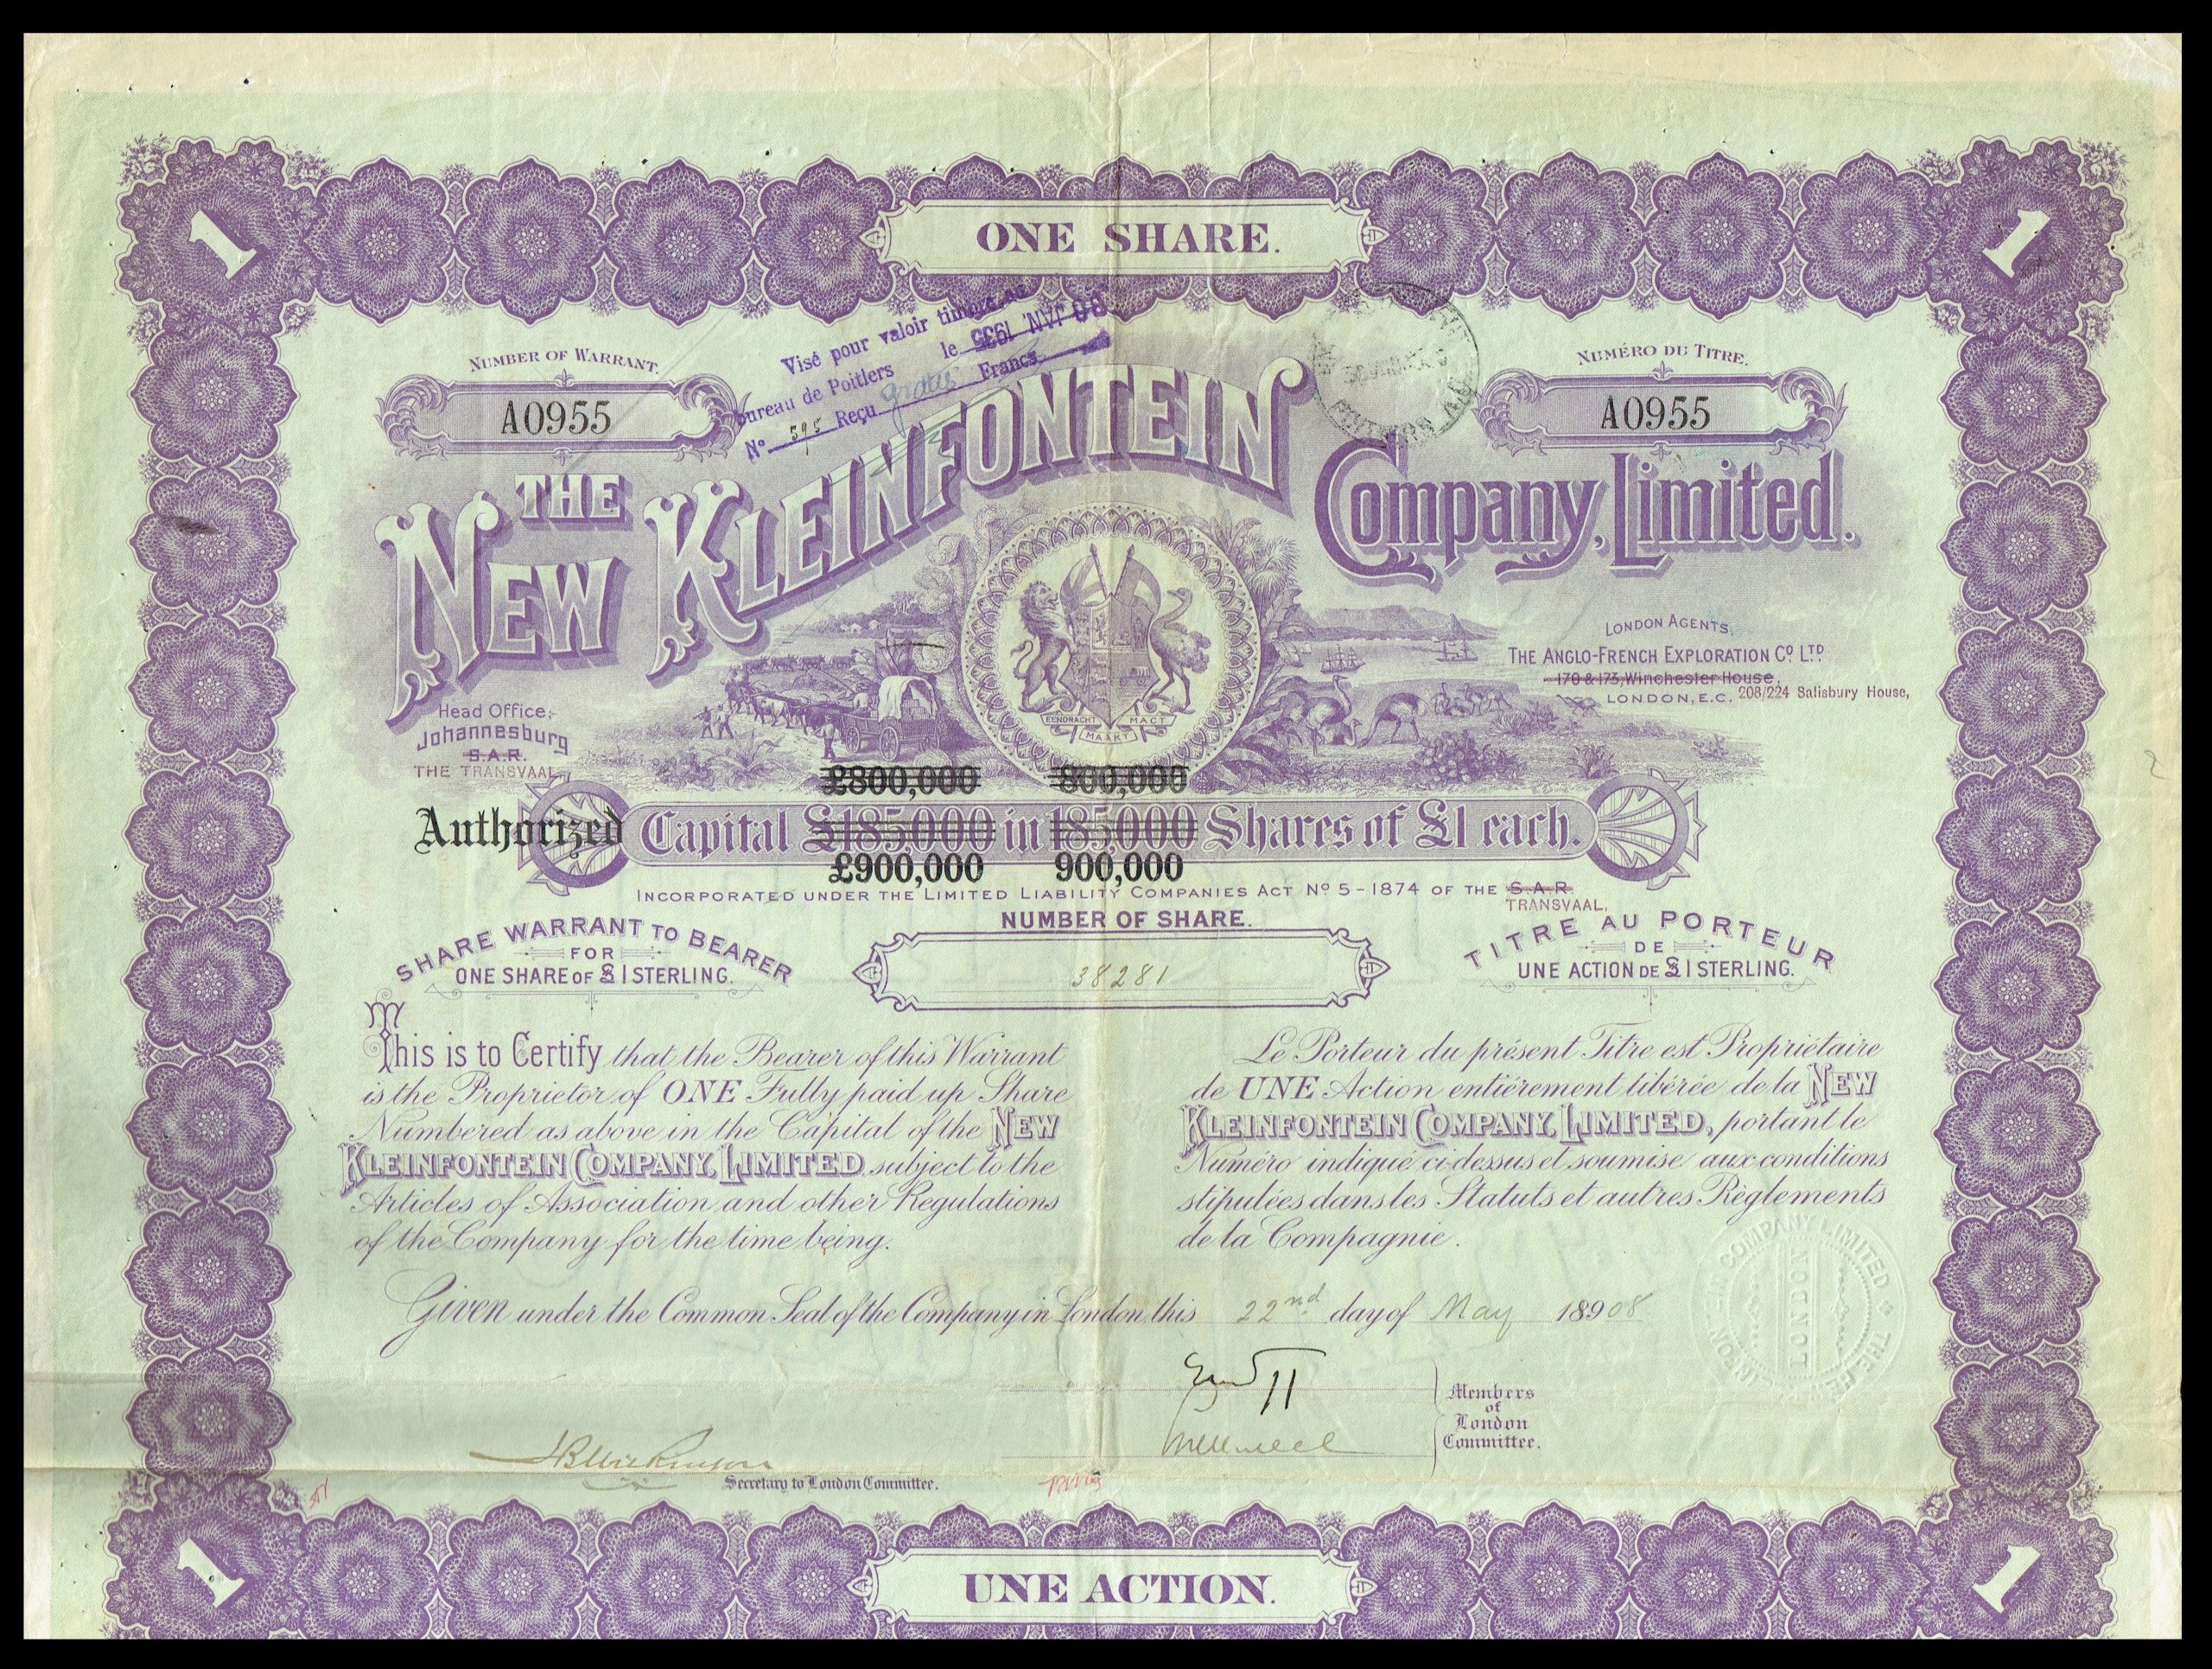 ONE SHARE.
1
1
NUMBER OF WARRANT.
A0955
Visé pour valoir timbre au
bureau de Poitiers le 08 JAN 1935
N° 595 Reçu gratis Francs
NUMÉRO DU TITRE.
A0955
THE
NEW KLEINFONTEIN Company, Limited.
EENDRACHT MAAKT MACT
Head Office:
Johannesburg
S.A.R.
THE TRANSVAAL,
LONDON AGENTS,
THE ANGLO-FRENCH EXPLORATION Co. LTD
170 & 173, Winchester House,
LONDON, E.C. 208/224 Salisbury House,
£800,000 800,000
Authorized Capital £185,000 in 185,000 Shares of £1 each.
£900,000 900,000
INCORPORATED UNDER THE LIMITED LIABILITY COMPANIES ACT No 5-1874 OF THE S.A.R.
TRANSVAAL,
SHARE WARRANT TO BEARER
FOR
ONE SHARE OF £1 STERLING.
NUMBER OF SHARE.
38281
TITRE AU PORTEUR
DE
UNE ACTION DE £1 STERLING.
This is to Certify that the Bearer of this Warrant
is the Proprietor of ONE Fully paid up Share
Numbered as above in the Capital of the NEW
KLEINFONTEIN COMPANY, LIMITED subject to the
Articles of Association and other Regulations
of the Company for the time being.
Le Porteur du présent Titre est Propriétaire
de UNE Action entiérement libérée de la NEW
KLEINFONTEIN COMPANY, LIMITED, portant le
Numéro indiqué ci-dessus et soumise aux conditions
stipulées dans les Statuts et autres Règlements
de la Compagnie.
Given under the Common Seal of the Company in London this 22nd day of May 18908
COMPANY LIMITED
LONDON
Members
of
London
Committee.
Secretary to London Committee.
1
1
UNE ACTION.